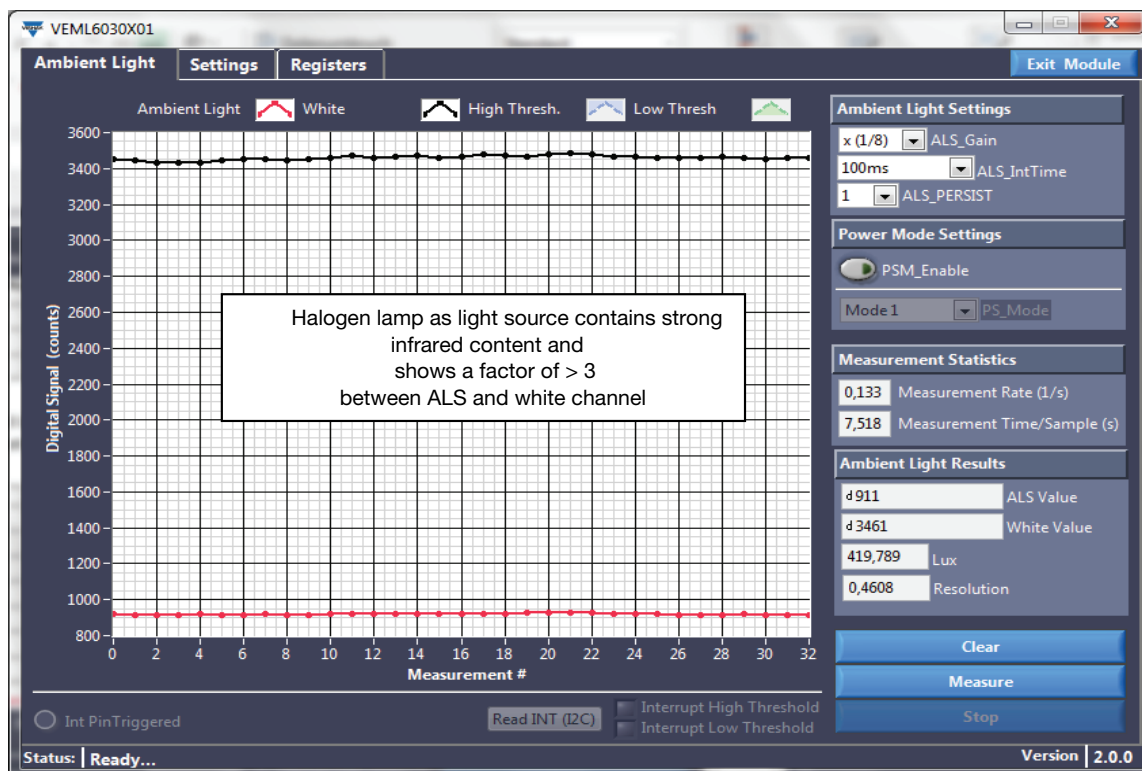 VEML6030X01
Ambient Light Settings Registers Exit Module
Ambient Light White High Thresh. Low Thresh
3600
3400
3200
3000
2800
2600
2400
2200
2000
1800
1600
1400
1200
1000
800
Digital Signal (counts)
0 2 4 6 8 10 12 14 16 18 20 22 24 26 28 30 32
Measurement #
Halogen lamp as light source contains strong
infrared content and
shows a factor of > 3
between ALS and white channel
Ambient Light Settings
x (1/8) ALS_Gain
100ms ALS_IntTime
1 ALS_PERSIST
Power Mode Settings
PSM_Enable
Mode1 PS_Mode
Measurement Statistics
0,133 Measurement Rate (1/s)
7,518 Measurement Time/Sample (s)
Ambient Light Results
d 911 ALS Value
d 3461 White Value
419,789 Lux
0,4608 Resolution
Clear
Measure
Stop
Int PinTriggered
Read INT (I2C)
Interrupt High Threshold
Interrupt Low Threshold
Status: Ready...
Version 2.0.0